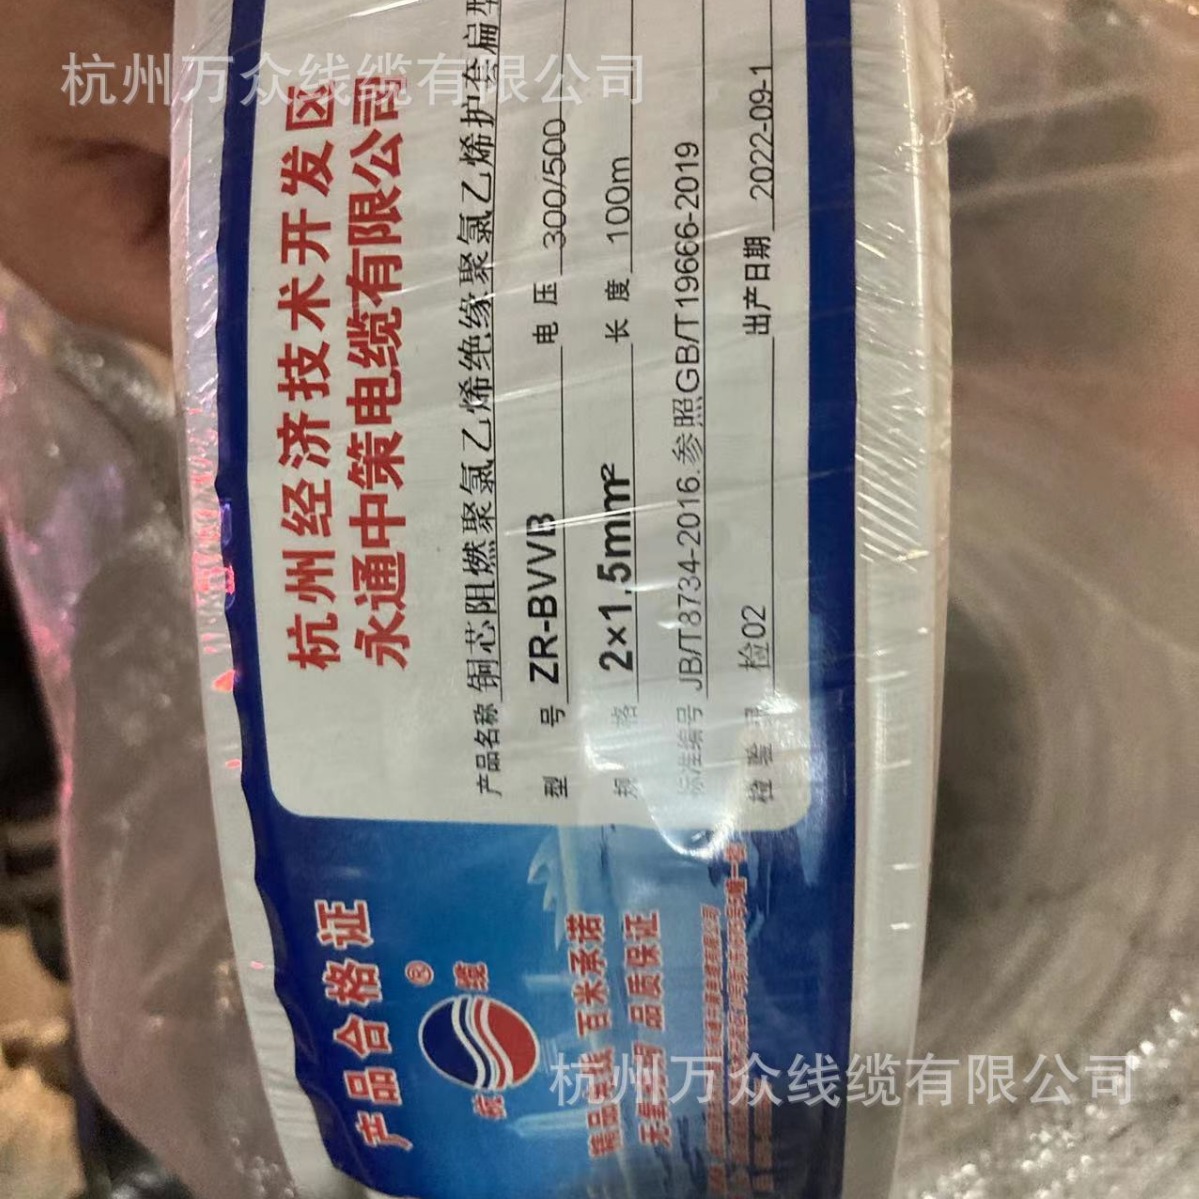 杭州万众线缆有限公司
杭州经济技术开发区
永通中策电缆有限公司
产品名称 铜芯阻燃聚氯乙烯绝缘聚氯乙烯护套扁型
型号 ZR-BVVB 电压 300/500
规格 2×1.5mm² 长度 100m
标准编号 JB/T8734-2016.参照GB/T19666-2019
检验员 检02 出产日期 2022-09-1
产品合格证
杭 缆 ®
精品 百米承诺
品质保证
杭州万众线缆有限公司